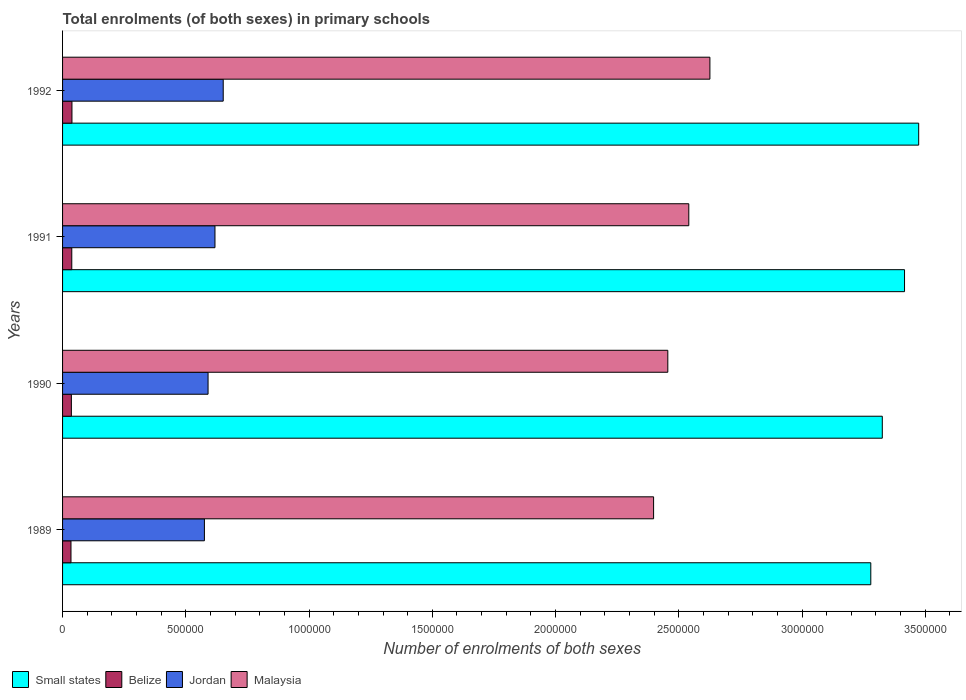 Total enrolments (of both sexes) in primary schools
1992
1991
1990
1989
Years
0
500000
1000000
1500000
2000000
2500000
3000000
3500000
Number of enrolments of both sexes
Small states
Belize
Jordan
Malaysia